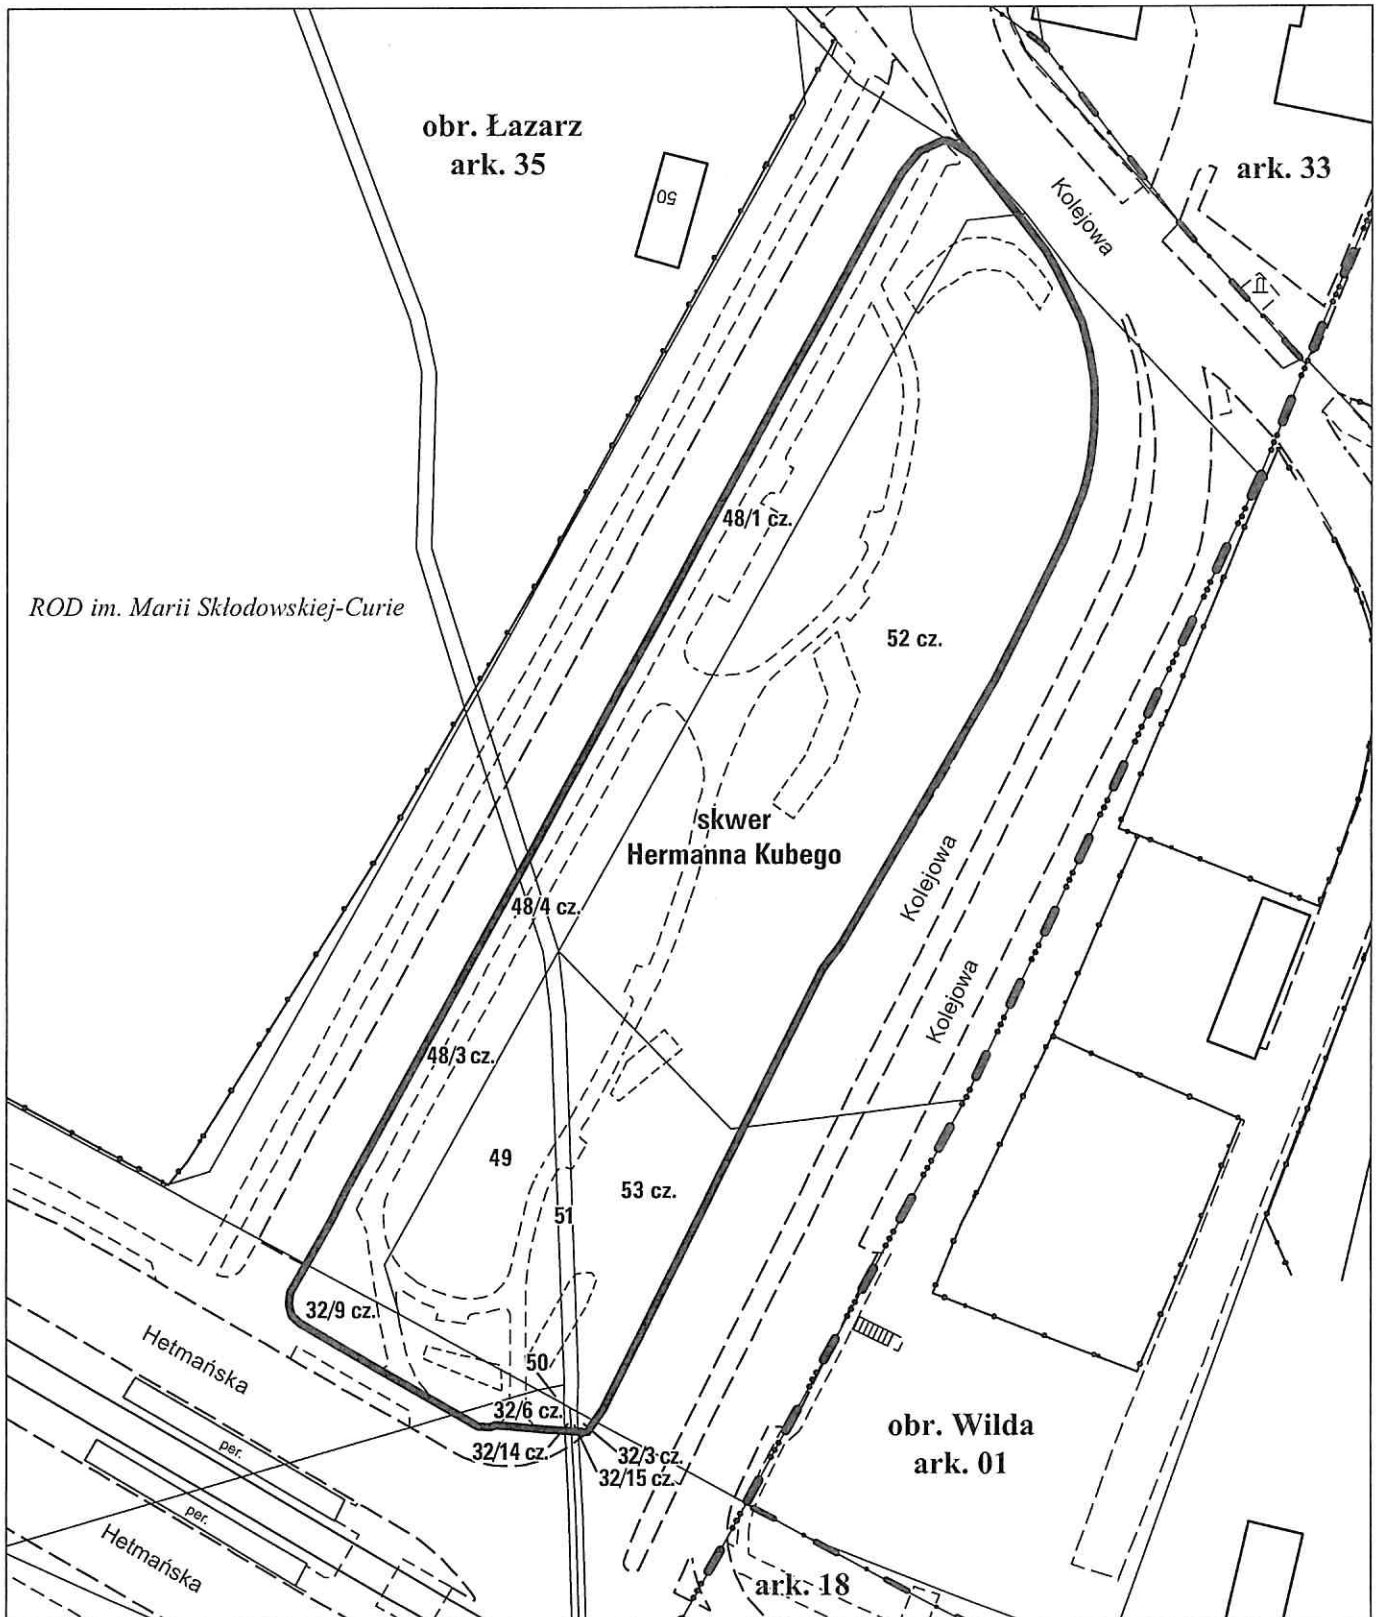 obr. Łazarz
ark. 35
50
ark. 33
Kolejowa
48/1 cz.
ROD im. Marii Skłodowskiej-Curie
52 cz.
skwer
Hermanna Kubego
Kolejowa
48/4 cz.
Kolejowa
48/3 cz.
49
53 cz.
51
32/9 cz.
Hetmańska
50
32/6 cz.
obr. Wilda
ark. 01
per.
32/14 cz.
32/3 cz.
32/15 cz.
per.
Hetmańska
ark. 18